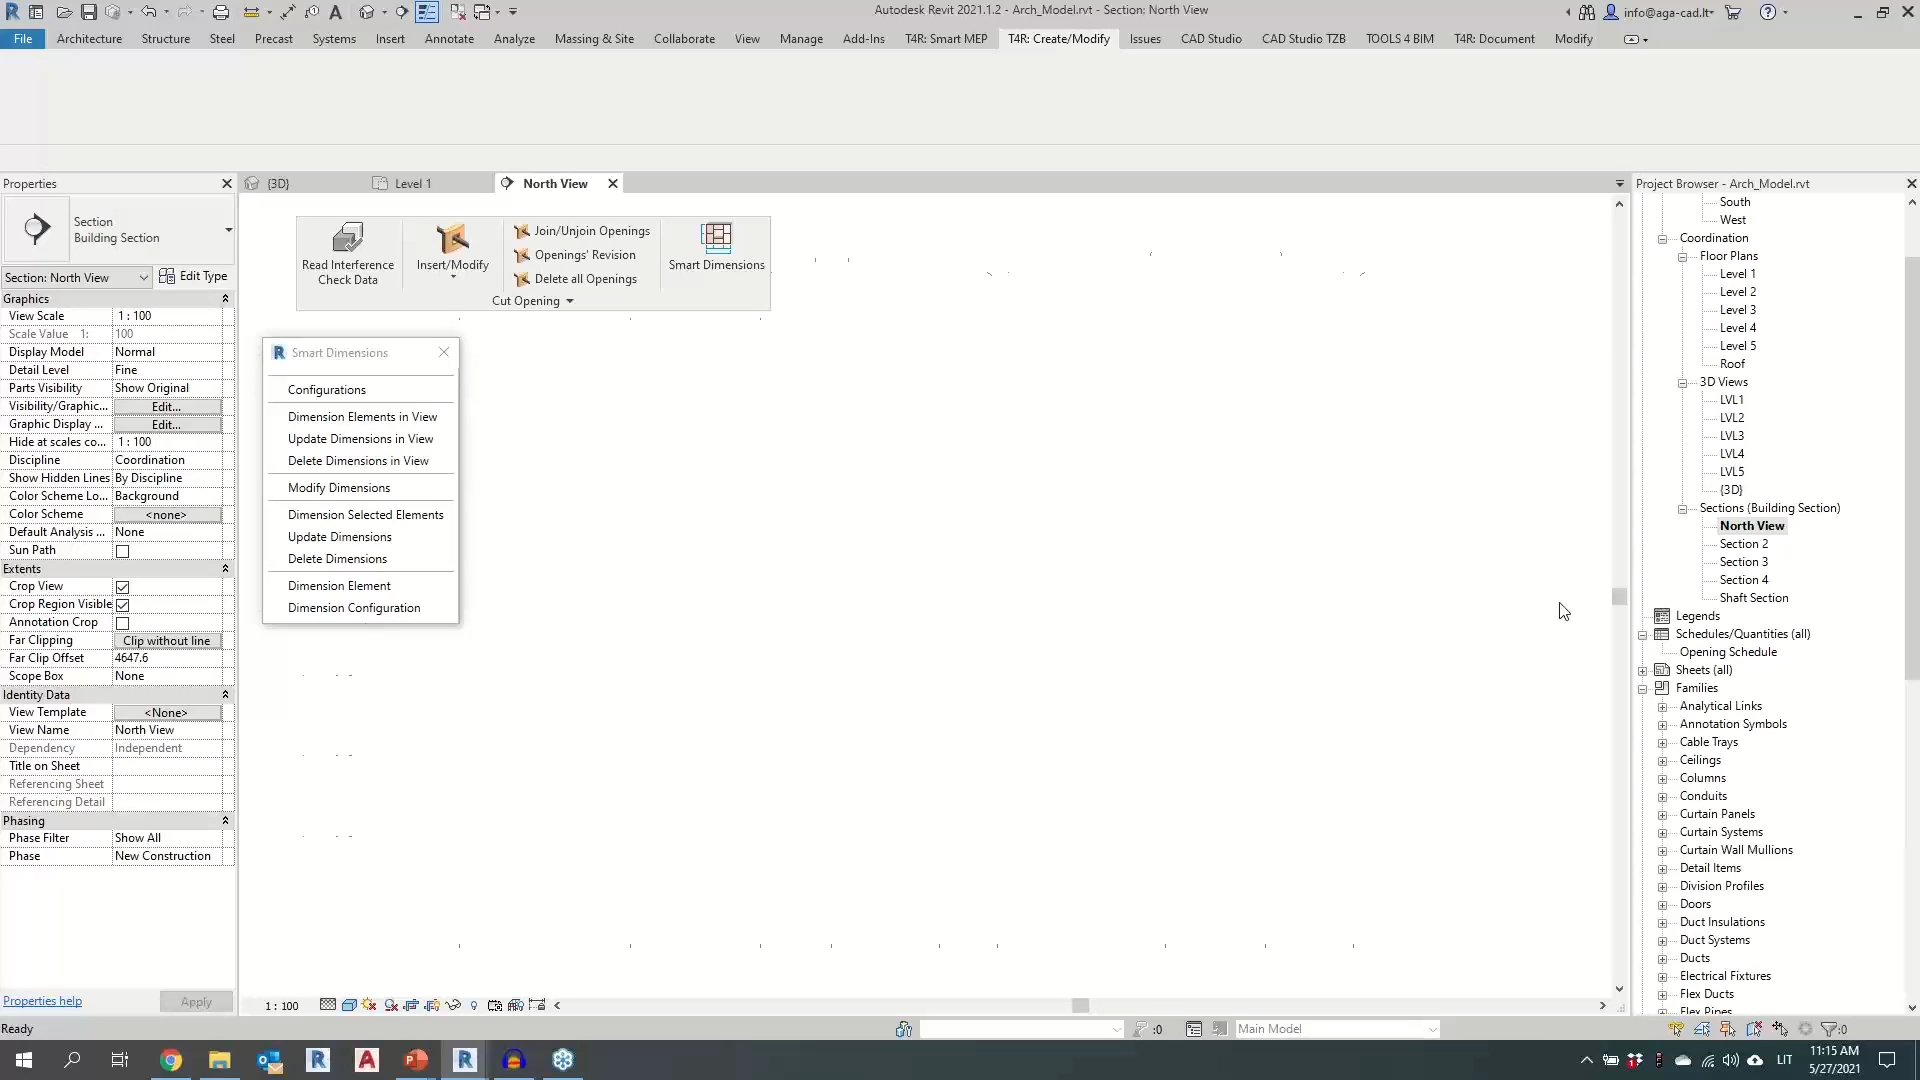 Autodesk Revit 2021.1.2 - Arch_Model.rvt - Section: North View
info@aga-cad.lt
File Architecture Structure Steel Precast Systems Insert Annotate Analyze Massing & Site Collaborate View Manage Add-Ins T4R: Smart MEP T4R: Create/Modify Issues CAD Studio CAD Studio TZB TOOLS 4 BIM T4R: Document Modify
Properties
Section
Building Section
Section: North View Edit Type
Graphics
View Scale 1 : 100
Scale Value 1: 100
Display Model Normal
Detail Level Fine
Parts Visibility Show Original
Visibility/Graphic... Edit...
Graphic Display ... Edit...
Hide at scales co... 1 : 100
Discipline Coordination
Show Hidden Lines By Discipline
Color Scheme Lo... Background
Color Scheme <none>
Default Analysis ... None
Sun Path
Extents
Crop View
Crop Region Visible
Annotation Crop
Far Clipping Clip without line
Far Clip Offset 4647.6
Scope Box None
Identity Data
View Template <None>
View Name North View
Dependency Independent
Title on Sheet
Referencing Sheet
Referencing Detail
Phasing
Phase Filter Show All
Phase New Construction
Properties help Apply
{3D} Level 1 North View
Read Interference
Check Data
Insert/Modify
Join/Unjoin Openings
Openings' Revision
Delete all Openings
Cut Opening
Smart Dimensions
Smart Dimensions
Configurations
Dimension Elements in View
Update Dimensions in View
Delete Dimensions in View
Modify Dimensions
Dimension Selected Elements
Update Dimensions
Delete Dimensions
Dimension Element
Dimension Configuration
1 : 100
Project Browser - Arch_Model.rvt
South
West
Coordination
Floor Plans
Level 1
Level 2
Level 3
Level 4
Level 5
Roof
3D Views
LVL1
LVL2
LVL3
LVL4
LVL5
{3D}
Sections (Building Section)
North View
Section 2
Section 3
Section 4
Shaft Section
Legends
Schedules/Quantities (all)
Opening Schedule
Sheets (all)
Families
Analytical Links
Annotation Symbols
Cable Trays
Ceilings
Columns
Conduits
Curtain Panels
Curtain Systems
Curtain Wall Mullions
Detail Items
Division Profiles
Doors
Duct Insulations
Duct Systems
Ducts
Electrical Fixtures
Flex Ducts
Flex Pipes
Ready :0 Main Model :0
LIT 11:15 AM
5/27/2021